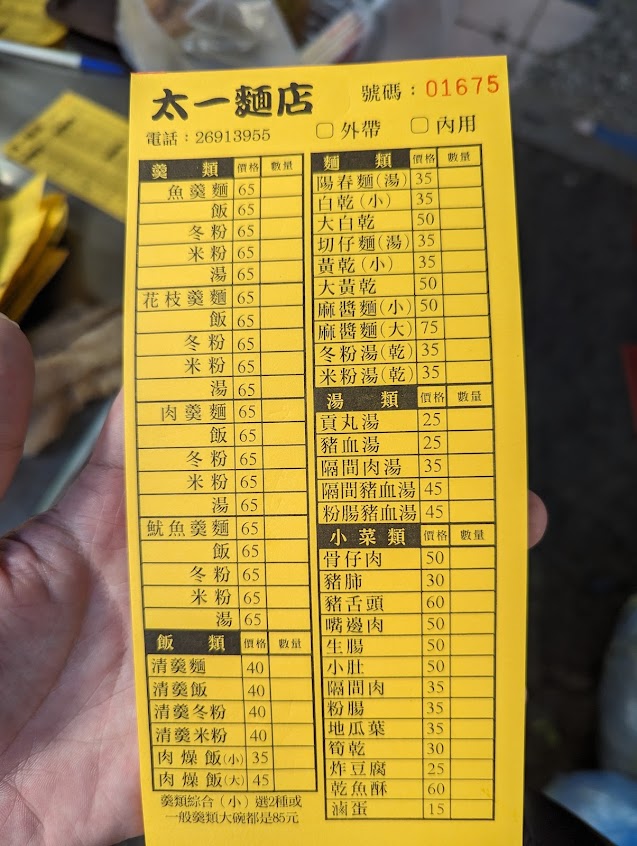 太一麵店 號碼：01675
電話：26913955 外帶 內用
羹類 價格 數量
魚羹麵 65
飯 65
冬粉 65
米粉 65
湯 65
花枝羹麵 65
飯 65
冬粉 65
米粉 65
湯 65
肉羹麵 65
飯 65
冬粉 65
米粉 65
湯 65
魷魚羹麵 65
飯 65
冬粉 65
米粉 65
湯 65
飯類 價格 數量
清羹麵 40
清羹飯 40
清羹冬粉 40
清羹米粉 40
肉燥飯(小) 35
肉燥飯(大) 45
羹類綜合（小）選2種或
一般羹類大碗都是85元
麵類 價格 數量
陽春麵(湯) 35
白乾(小) 35
大白乾 50
切仔麵(湯) 35
黃乾(小) 35
大黃乾 50
麻醬麵(小) 50
麻醬麵(大) 75
冬粉湯(乾) 35
米粉湯(乾) 35
湯類 價格 數量
貢丸湯 25
豬血湯 25
隔間肉湯 35
隔間豬血湯 45
粉腸豬血湯 45
小菜類 價格 數量
骨仔肉 50
豬肺 30
豬舌頭 60
嘴邊肉 50
生腸 50
小肚 50
隔間肉 35
粉腸 35
地瓜葉 35
筍乾 30
炸豆腐 25
乾魚酥 60
滷蛋 15